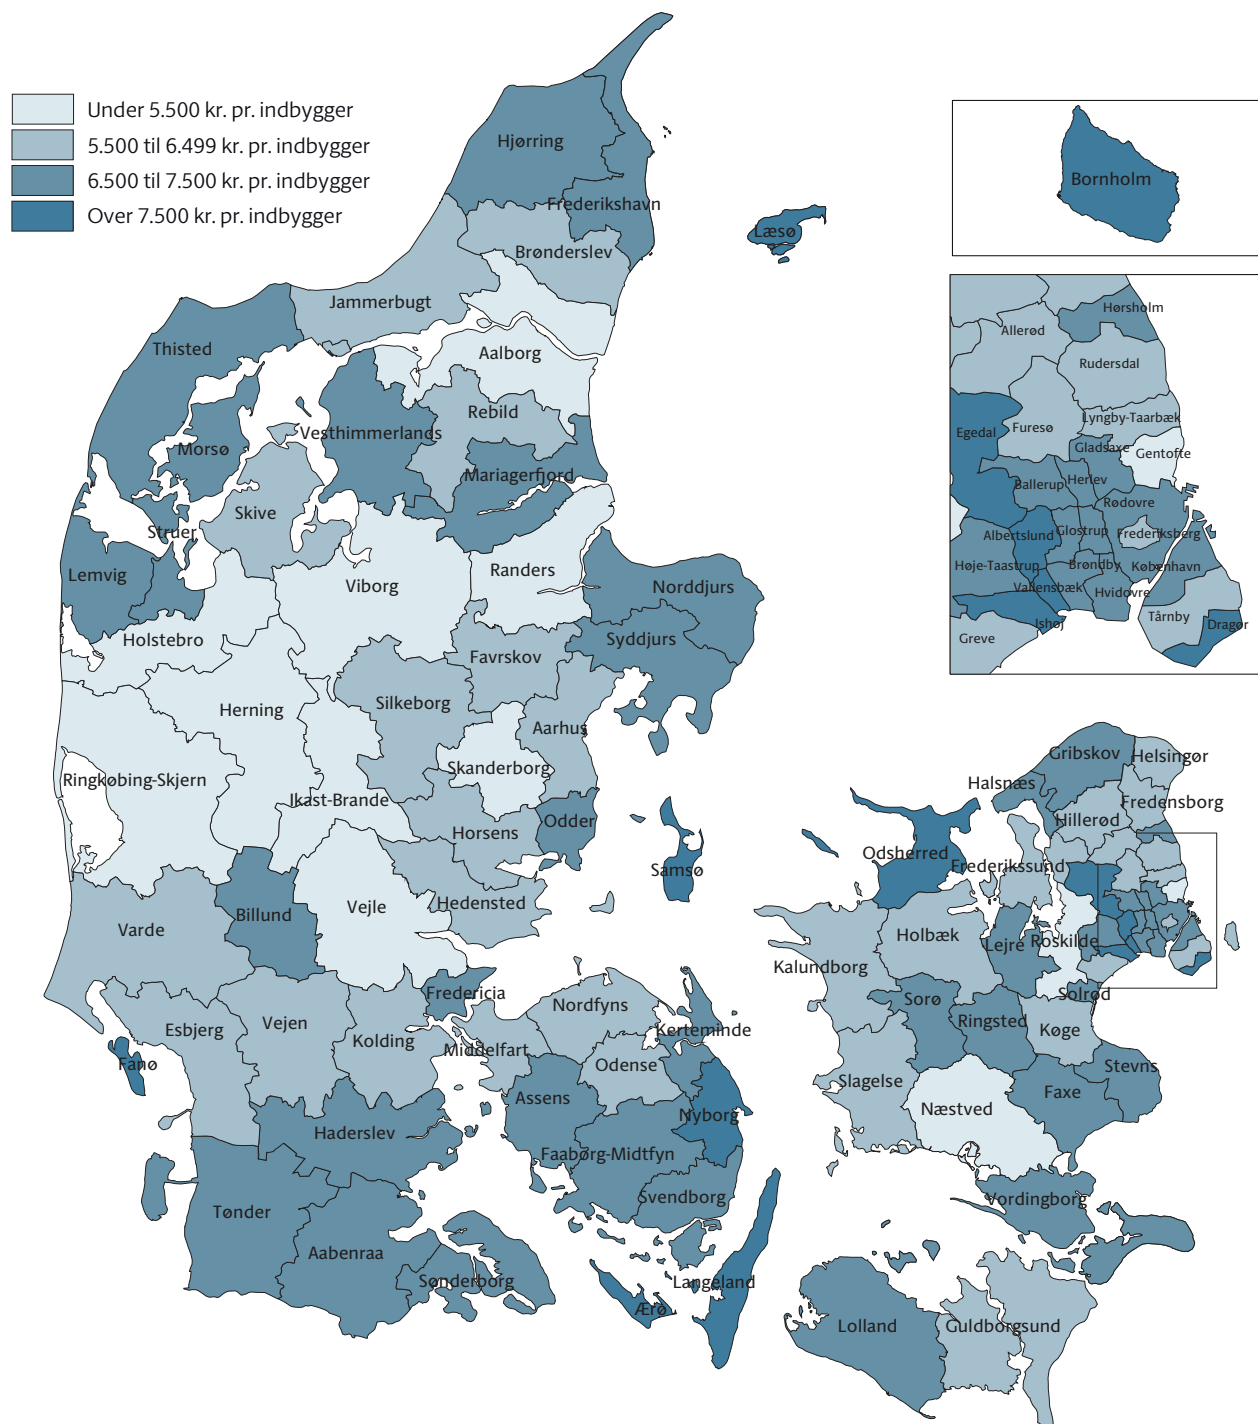 Under 5.500 kr. pr. indbygger
5.500 til 6.499 kr. pr. indbygger
6.500 til 7.500 kr. pr. indbygger
Over 7.500 kr. pr. indbygger
Hjørring
Frederikshavn
Læsø
Brønderslev
Jammerbugt
Thisted
Aalborg
Rebild
Vesthimmerlands
Morsø
Mariagerfjord
Skive
Struer
Lemvig
Viborg
Randers
Norddjurs
Holstebro
Syddjurs
Favrskov
Herning
Silkeborg
Aarhus
Ringkøbing-Skjern
Skanderborg
Ikast-Brande
Horsens
Odder
Samsø
Hedensted
Vejle
Billund
Varde
Fredericia
Nordfyns
Kerteminde
Esbjerg
Vejen
Kolding
Middelfart
Odense
Fanø
Assens
Nyborg
Haderslev
Faaborg-Midtfyn
Svendborg
Tønder
Aabenraa
Sønderborg
Langeland
Ærø
Bornholm
Hørsholm
Allerød
Rudersdal
Lyngby-Taarbæk
Furesø
Egedal
Gladsaxe
Gentofte
Ballerup
Herlev
Rødovre
Albertslund
Glostrup
Frederiksberg
Høje-Taastrup
Brøndby
København
Vallensbæk
Hvidovre
Tårnby
Ishøj
Dragør
Greve
Gribskov
Helsingør
Halsnæs
Fredensborg
Hillerød
Odsherred
Frederikssund
Holbæk
Lejre
Roskilde
Kalundborg
Solrød
Sorø
Ringsted
Køge
Stevns
Slagelse
Faxe
Næstved
Vordingborg
Lolland
Guldborgsund